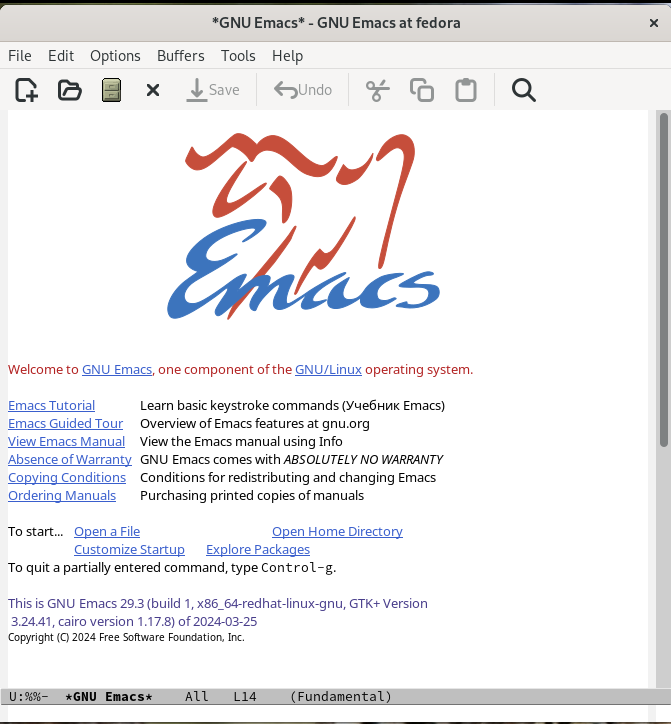 *GNU Emacs* - GNU Emacs at fedora
File Edit Options Buffers Tools Help
Save Undo
Emacs
Welcome to GNU Emacs, one component of the GNU/Linux operating system.
Emacs Tutorial Learn basic keystroke commands (Учебник Emacs)
Emacs Guided Tour Overview of Emacs features at gnu.org
View Emacs Manual View the Emacs manual using Info
Absence of Warranty GNU Emacs comes with ABSOLUTELY NO WARRANTY
Copying Conditions Conditions for redistributing and changing Emacs
Ordering Manuals Purchasing printed copies of manuals
To start... Open a File Open Home Directory
Customize Startup Explore Packages
To quit a partially entered command, type Control-g.
This is GNU Emacs 29.3 (build 1, x86_64-redhat-linux-gnu, GTK+ Version
3.24.41, cairo version 1.17.8) of 2024-03-25
Copyright (C) 2024 Free Software Foundation, Inc.
U:%%- *GNU Emacs* All L14 (Fundamental)